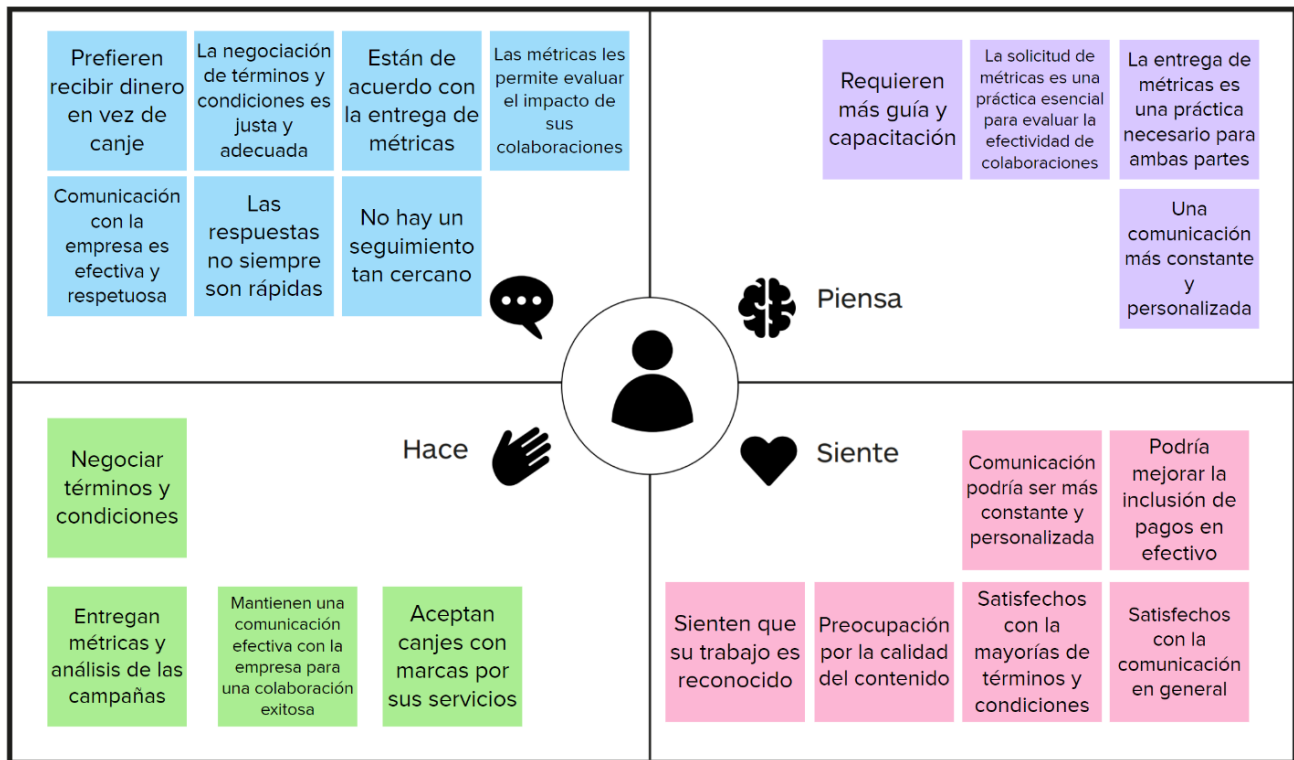 Prefieren
recibir dinero
en vez de
canje
La negociación
de términos y
condiciones es
justa y
adecuada
Están de
acuerdo con
la entrega de
métricas
Las métricas les
permite evaluar
el impacto de
sus
colaboraciones
Comunicación
con la
empresa es
efectiva y
respetuosa
Las
respuestas
no siempre
son rápidas
No hay un
seguimiento
tan cercano
Requieren
más guía y
capacitación
La solicitud de
métricas es una
práctica esencial
para evaluar la
efectividad de
colaboraciones
La entrega de
métricas es
una práctica
necesario para
ambas partes
Una
comunicación
más constante
y
personalizada
Piensa
Hace
Negociar
términos y
condiciones
Entregan
métricas y
análisis de las
campañas
Mantienen una
comunicación
efectiva con la
empresa para
una colaboración
exitosa
Aceptan
canjes con
marcas por
sus servicios
Siente
Comunicación
podría ser más
constante y
personalizada
Podría
mejorar la
inclusión de
pagos en
efectivo
Sienten que
su trabajo es
reconocido
Preocupación
por la calidad
del contenido
Satisfechos
con la
mayorías de
términos y
condiciones
Satisfechos
con la
comunicación
en general